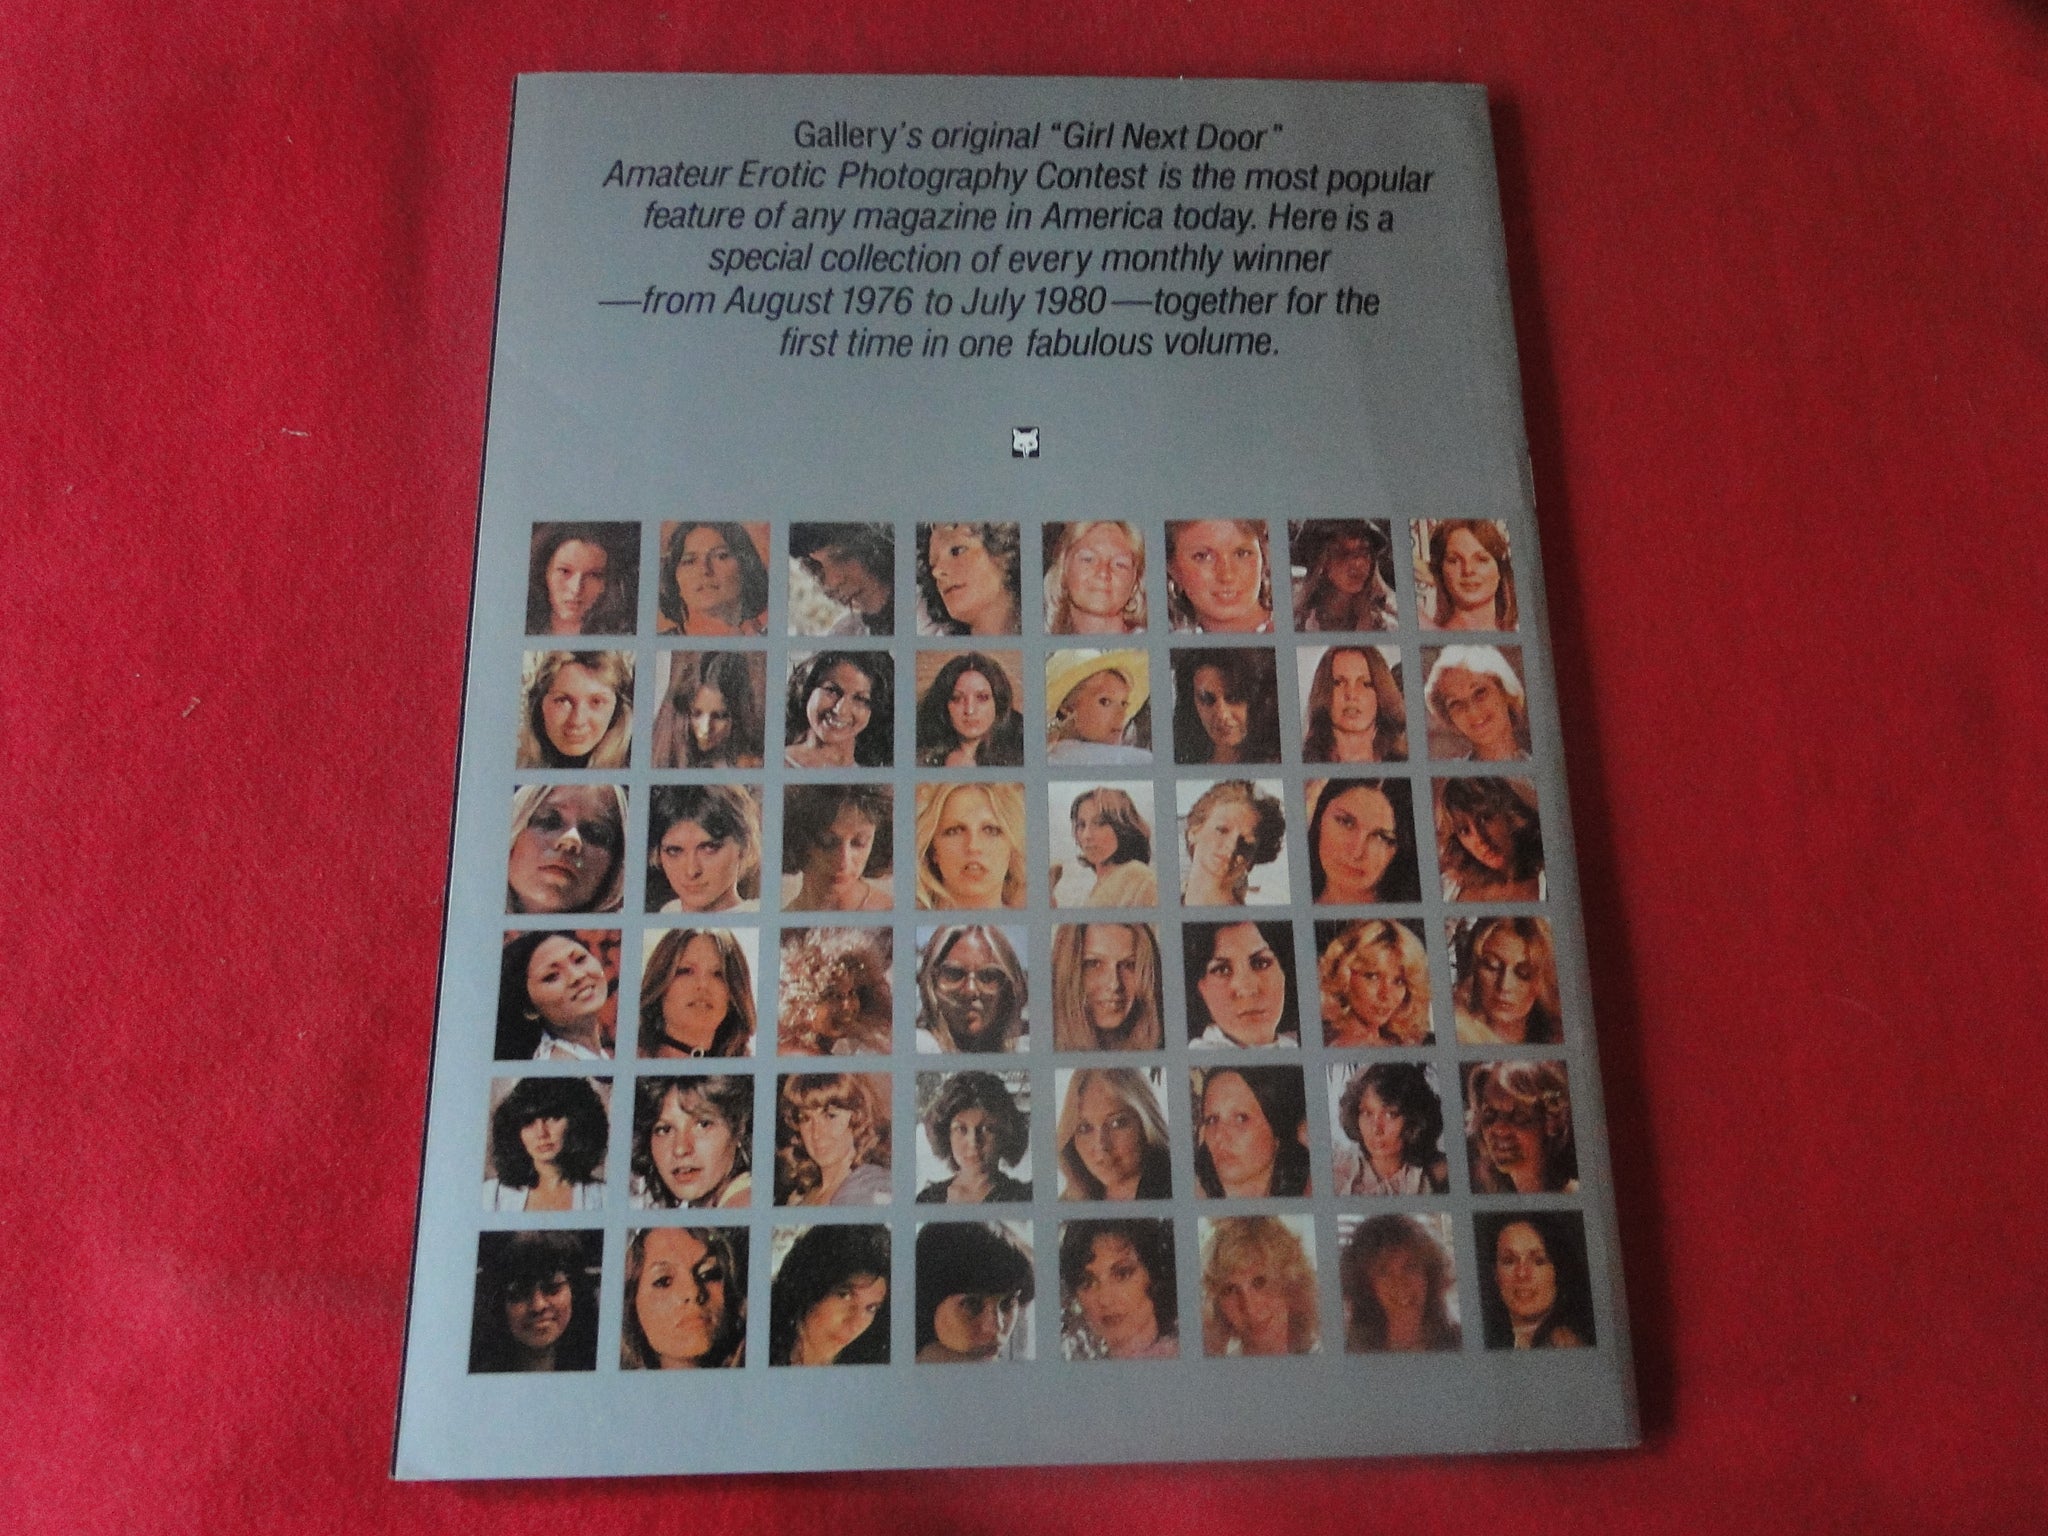 Gallery's original "Girl Next Door"
Amateur Erotic Photography Contest is the most popular
feature of any magazine in America today. Here is a
special collection of every monthly winner
—from August 1976 to July 1980—together for the
first time in one fabulous volume.